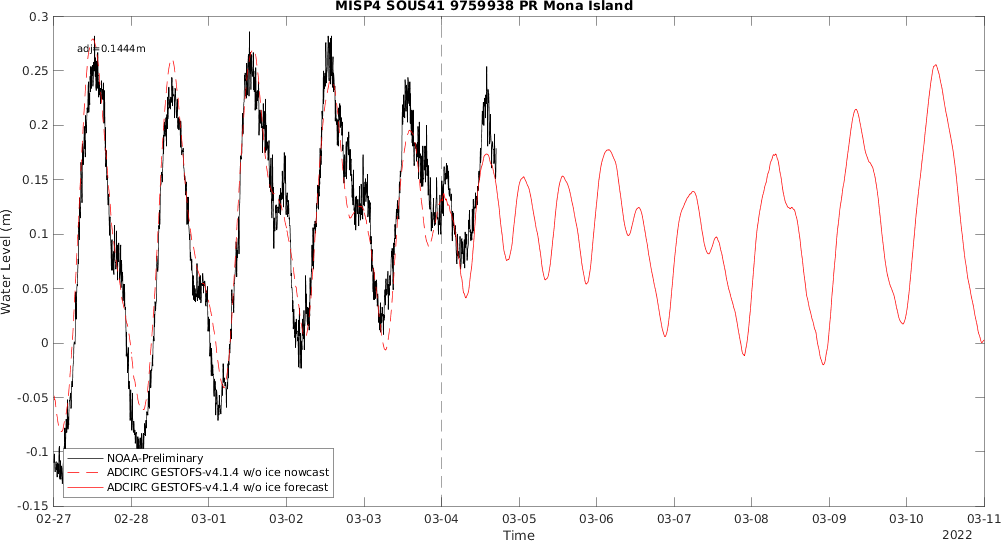 MISP4 SOUS41 9759938 PR Mona Island
adj=0.1444m
0.3
0.25
0.2
0.15
0.1
0.05
0
-0.05
-0.1
-0.15
Water Level (m)
NOAA-Preliminary
ADCIRC GESTOFS-v4.1.4 w/o ice nowcast
ADCIRC GESTOFS-v4.1.4 w/o ice forecast
02-27 02-28 03-01 03-02 03-03 03-04 03-05 03-06 03-07 03-08 03-09 03-10 03-11
Time
2022